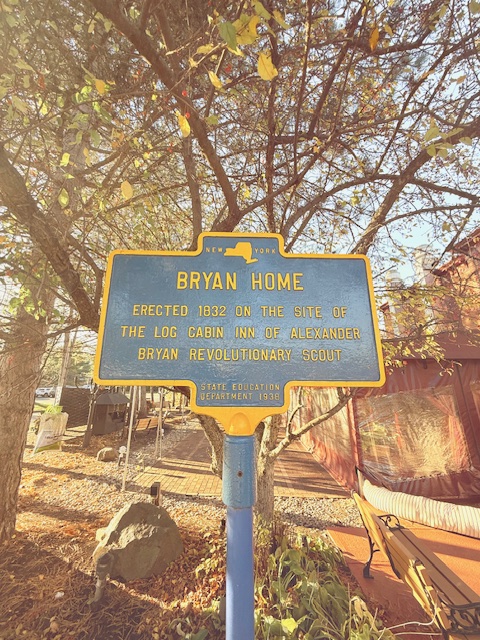 NEW YORK
BRYAN HOME
ERECTED 1832 ON THE SITE OF
THE LOG CABIN INN OF ALEXANDER
BRYAN REVOLUTIONARY SCOUT
STATE EDUCATION
DEPARTMENT 1936